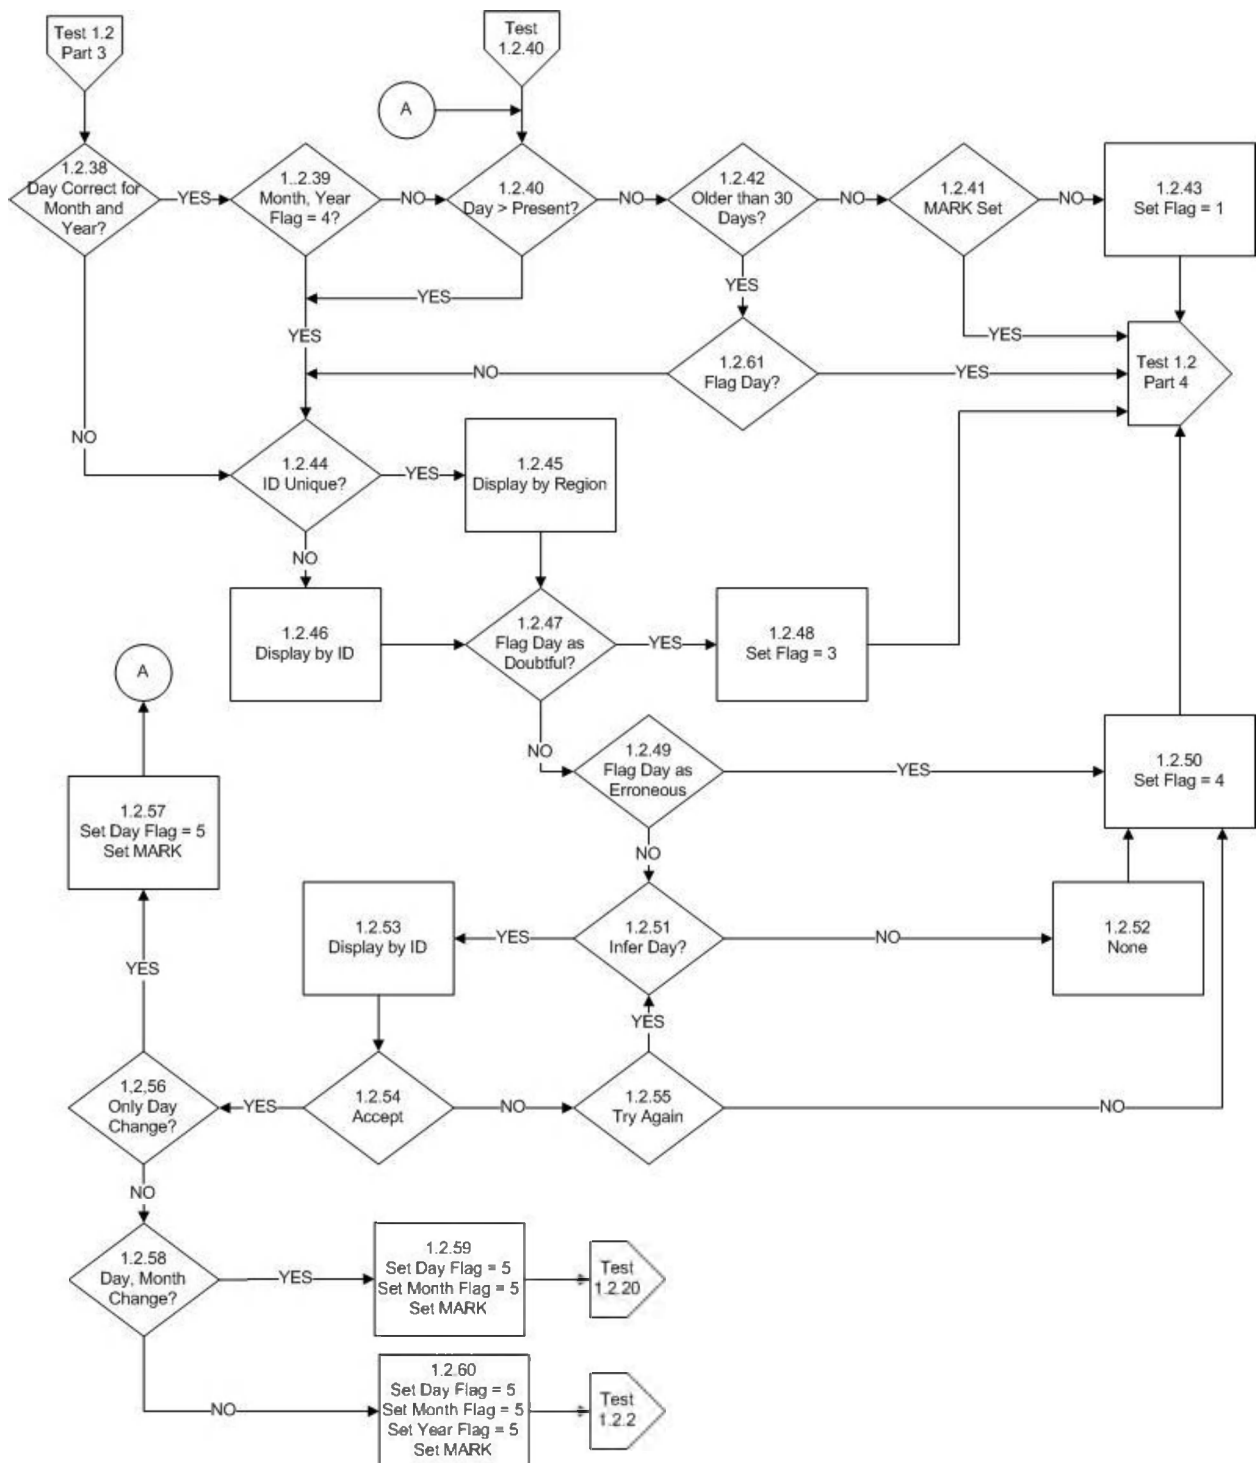 Test 1.2
Part 3
Test
1.2.40
A
1.2.38
Day Correct for
Month and
Year?
YES
1..2.39
Month, Year
Flag = 4?
NO
1.2.40
Day > Present?
NO
1.2.42
Older than 30
Days?
NO
1.2.41
MARK Set
NO
1.2.43
Set Flag = 1
YES
YES
YES
YES
NO
1.2.61
Flag Day?
YES
Test 1.2
Part 4
NO
NO
1.2.44
ID Unique?
YES
1.2.45
Display by Region
NO
1.2.46
Display by ID
1.2.47
Flag Day as
Doubtful?
YES
1.2.48
Set Flag = 3
A
NO
1.2.49
Flag Day as
Erroneous
YES
1.2.50
Set Flag = 4
1.2.57
Set Day Flag = 5
Set MARK
NO
1.2.53
Display by ID
YES
1.2.51
Infer Day?
NO
1.2.52
None
YES
YES
1,2,56
Only Day
Change?
YES
1.2.54
Accept
NO
1.2.55
Try Again
NO
NO
1.2.58
Day, Month
Change?
YES
1.2.59
Set Day Flag = 5
Set Month Flag = 5
Set MARK
Test
1.2.20
NO
1.2.60
Set Day Flag = 5
Set Month Flag = 5
Set Year Flag = 5
Set MARK
Test
1.2.2